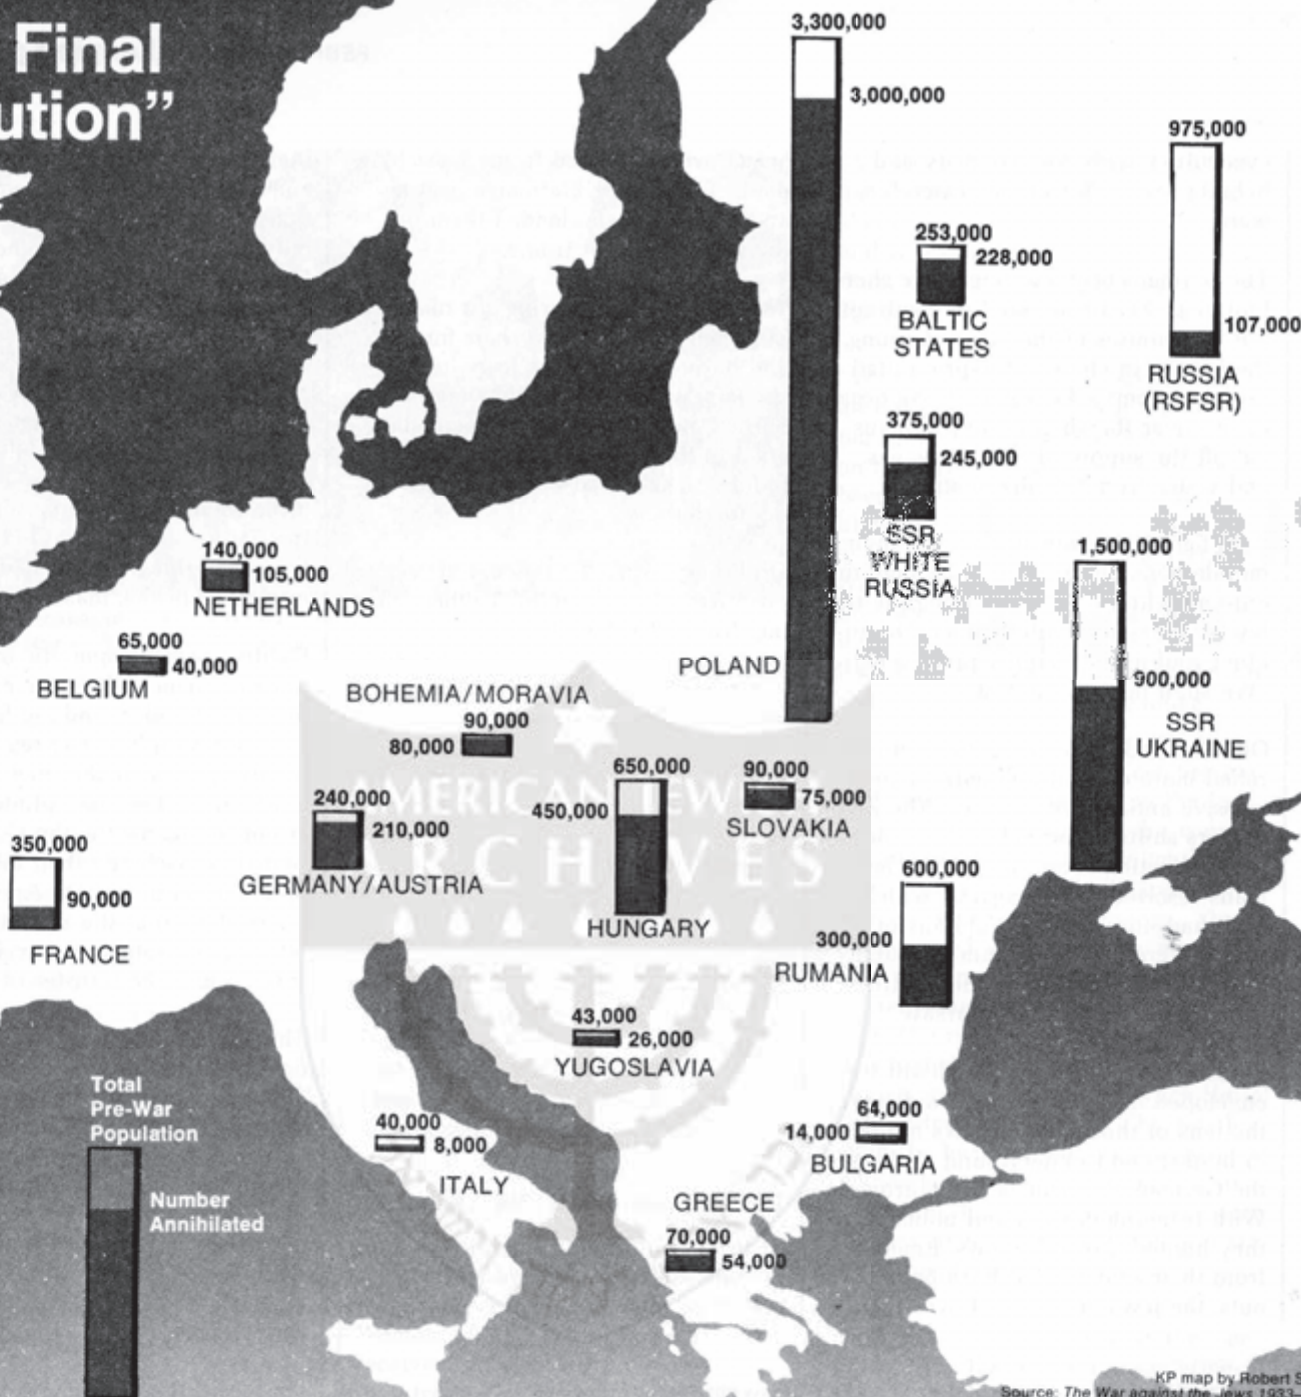 Final
ution”
3,300,000
3,000,000
975,000
107,000
RUSSIA
(RSFSR)
253,000
228,000
BALTIC
STATES
375,000
245,000
SSR
WHITE
RUSSIA
1,500,000
900,000
SSR
UKRAINE
140,000
105,000
NETHERLANDS
65,000
40,000
BELGIUM
POLAND
BOHEMIA/MORAVIA
90,000
80,000
650,000
450,000
HUNGARY
90,000
75,000
SLOVAKIA
240,000
210,000
GERMANY/AUSTRIA
AMERICAN JEWISH
ARCHIVES
350,000
90,000
FRANCE
600,000
300,000
RUMANIA
43,000
26,000
YUGOSLAVIA
Total
Pre-War
Population
Number
Annihilated
40,000
8,000
ITALY
64,000
14,000
BULGARIA
GREECE
70,000
54,000
KP map by Robert S
Source: The War against the Jews 1933